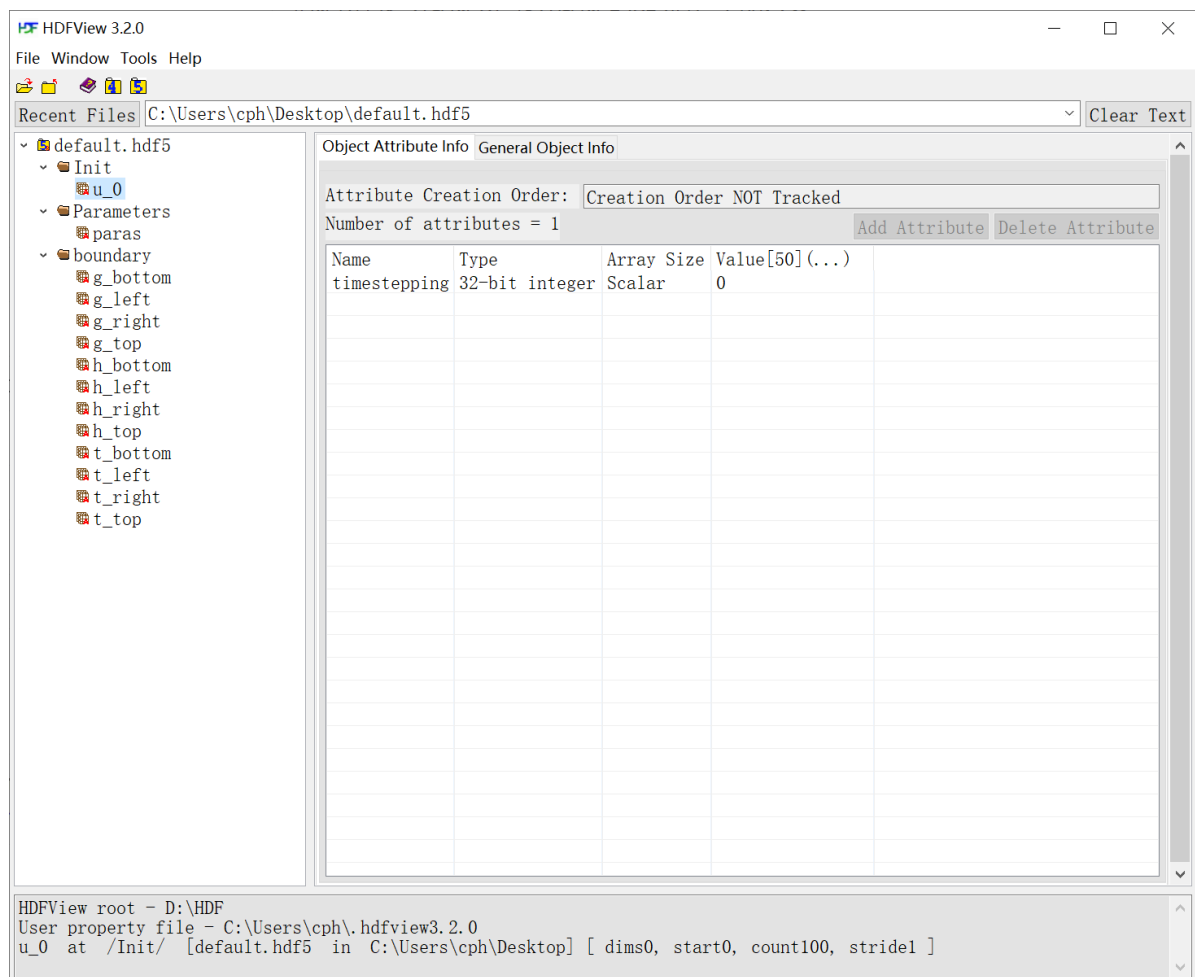 HDF HDFView 3.2.0
File Window Tools Help
4 5
Recent Files C:\Users\cph\Desktop\default.hdf5 Clear Text
5 default.hdf5
Init
u_0
Parameters
paras
boundary
g_bottom
g_left
g_right
g_top
h_bottom
h_left
h_right
h_top
t_bottom
t_left
t_right
t_top
Object Attribute Info General Object Info
Attribute Creation Order: Creation Order NOT Tracked
Number of attributes = 1 Add Attribute Delete Attribute
Name Type Array Size Value[50](...)
timestepping 32-bit integer Scalar 0
HDFView root - D:\HDF
User property file - C:\Users\cph\.hdfview3.2.0
u_0 at /Init/ [default.hdf5 in C:\Users\cph\Desktop] [ dims0, start0, count100, stride1 ]